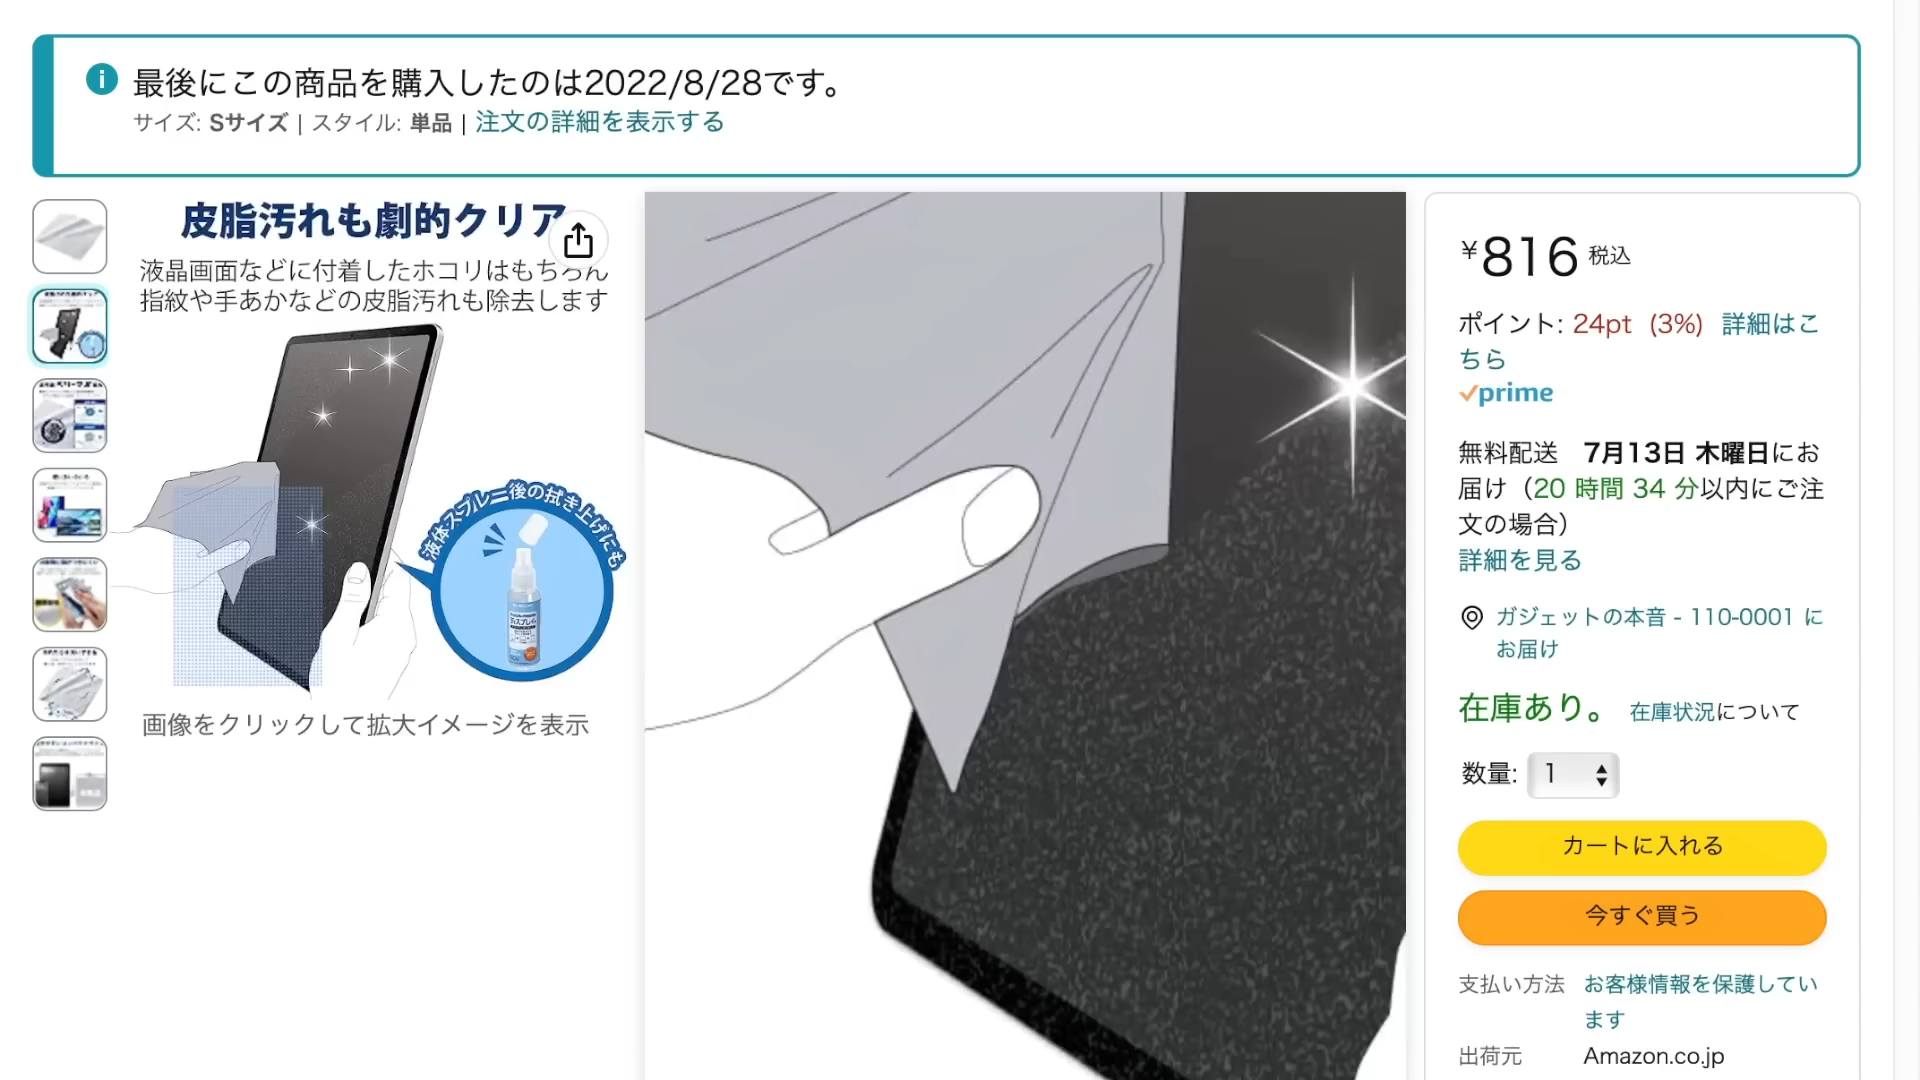 最後にこの商品を購入したのは2022/8/28です。
サイズ: Sサイズ | スタイル: 単品 | 注文の詳細を表示する
皮脂汚れも劇的クリア
液晶画面などに付着したホコリはもちろん
指紋や手あかなどの皮脂汚れも除去します
液体スプレー後の拭き上げにも
画像をクリックして拡大イメージを表示
¥816 税込
ポイント: 24pt (3%) 詳細はこ
ちら
prime
無料配送 7月13日 木曜日にお
届け（20 時間 34 分以内にご注
文の場合）
詳細を見る
ガジェットの本音 - 110-0001 に
お届け
在庫あり。 在庫状況について
数量: 1
カートに入れる
今すぐ買う
支払い方法 お客様情報を保護してい
ます
出荷元 Amazon.co.jp